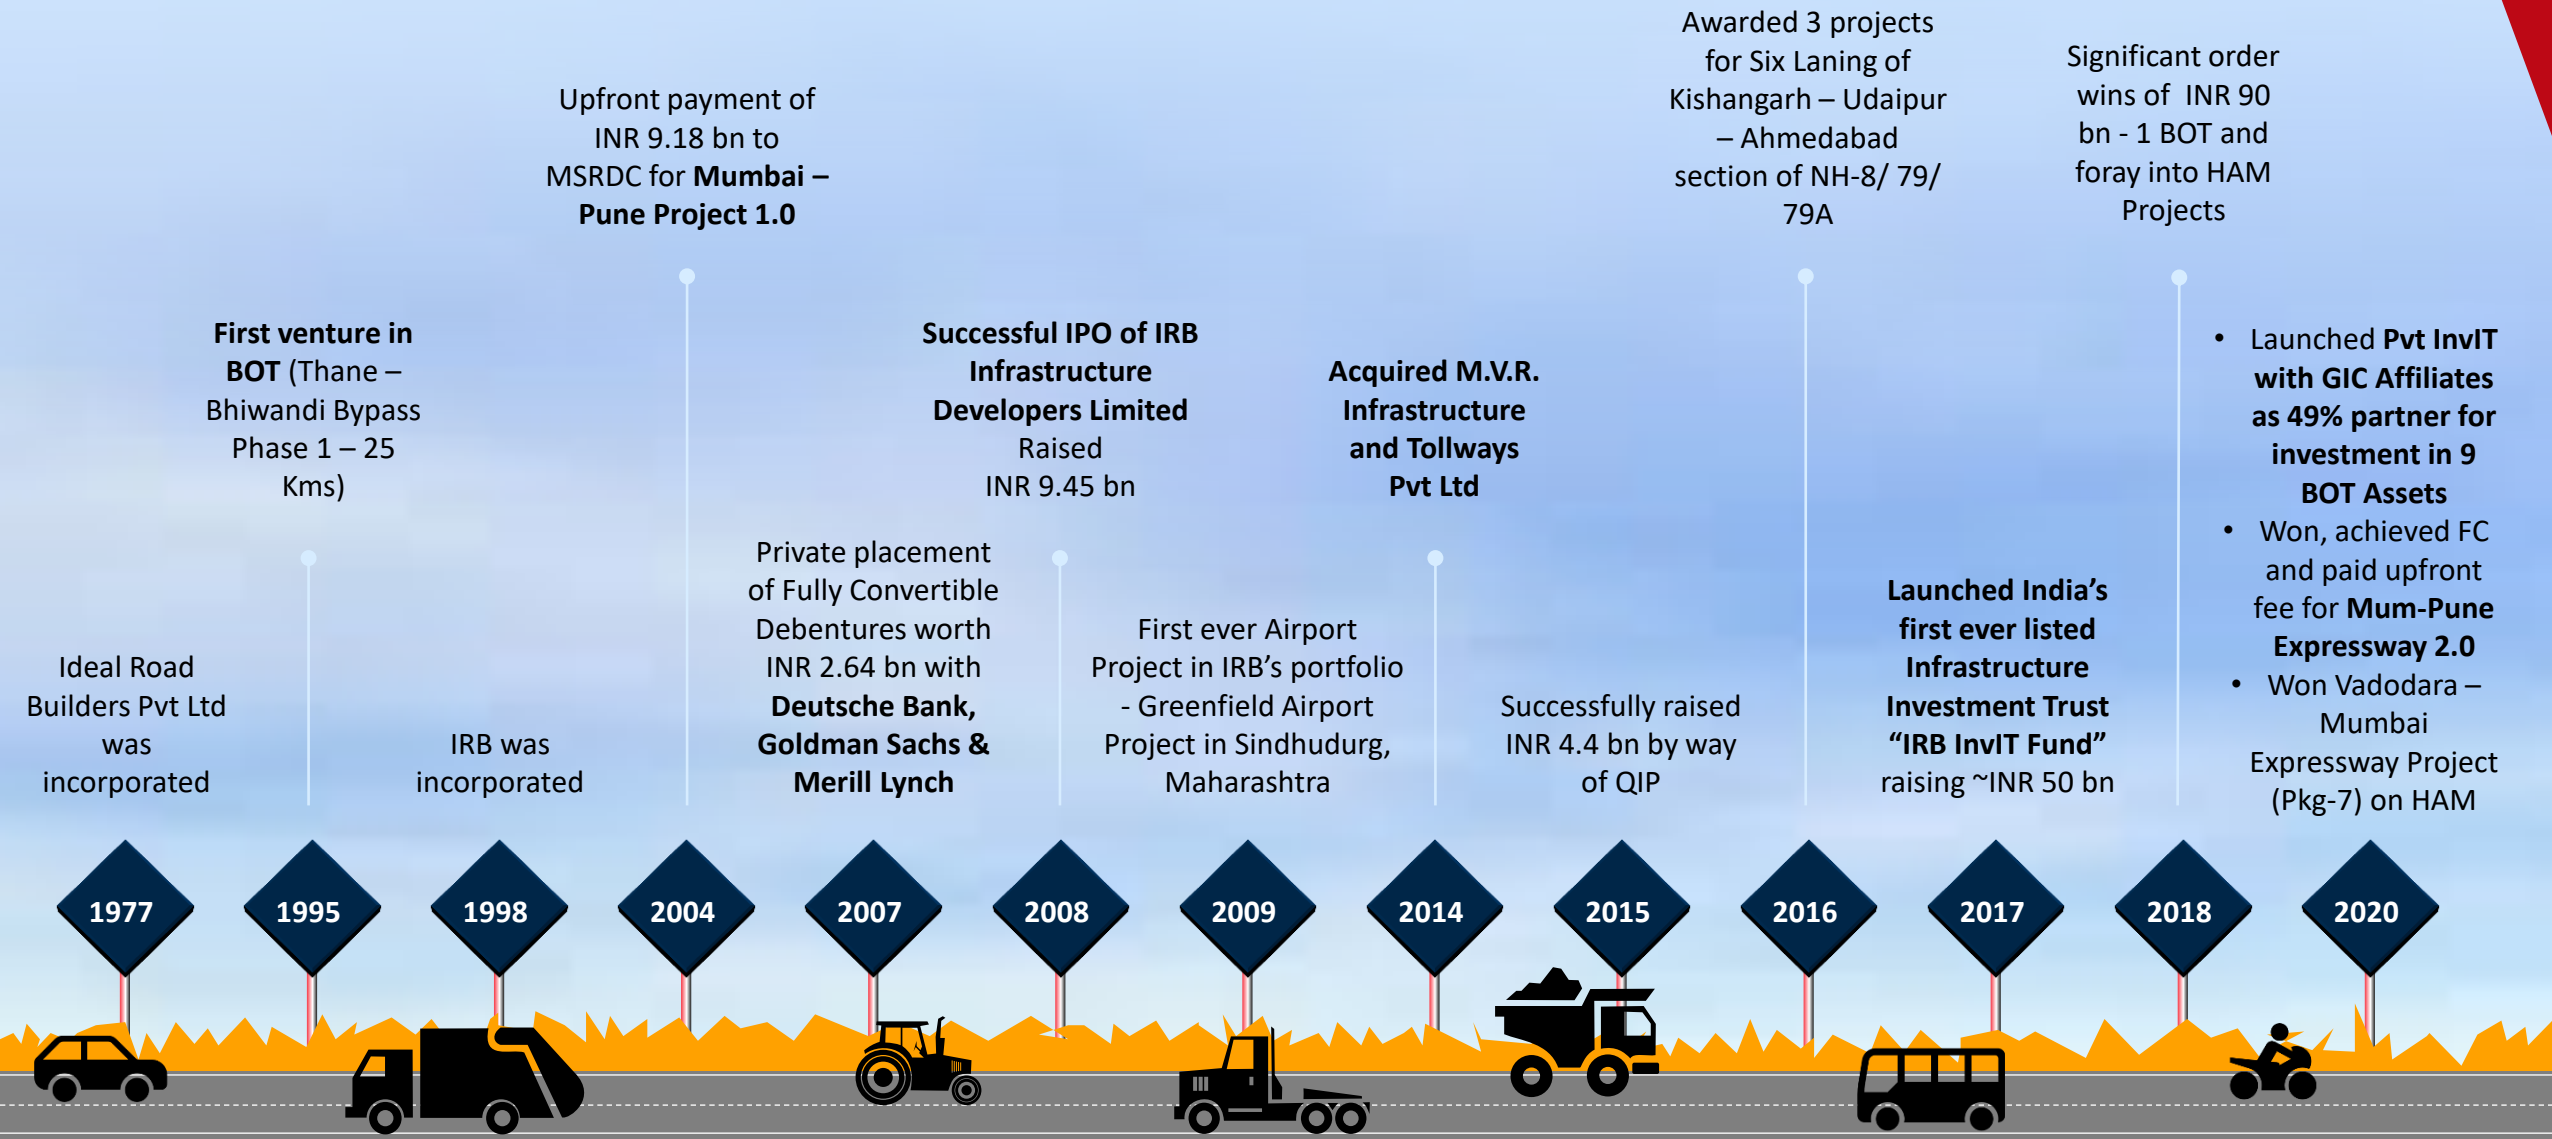 Ideal Road
Builders Pvt Ltd
was
incorporated
1977
First venture in
BOT (Thane –
Bhiwandi Bypass
Phase 1 – 25
Kms)
1995
IRB was
incorporated
1998
Upfront payment of
INR 9.18 bn to
MSRDC for Mumbai –
Pune Project 1.0
2004
Private placement
of Fully Convertible
Debentures worth
INR 2.64 bn with
Deutsche Bank,
Goldman Sachs &
Merill Lynch
2007
Successful IPO of IRB
Infrastructure
Developers Limited
Raised
INR 9.45 bn
2008
First ever Airport
Project in IRB’s portfolio
- Greenfield Airport
Project in Sindhudurg,
Maharashtra
2009
Acquired M.V.R.
Infrastructure
and Tollways
Pvt Ltd
2014
Successfully raised
INR 4.4 bn by way
of QIP
2015
Awarded 3 projects
for Six Laning of
Kishangarh – Udaipur
– Ahmedabad
section of NH-8/ 79/
79A
2016
Launched India’s
first ever listed
Infrastructure
Investment Trust
“IRB InvIT Fund”
raising ~INR 50 bn
2017
Significant order
wins of INR 90
bn - 1 BOT and
foray into HAM
Projects
2018
• Launched Pvt InvIT
with GIC Affiliates
as 49% partner for
investment in 9
BOT Assets
• Won, achieved FC
and paid upfront
fee for Mum-Pune
Expressway 2.0
• Won Vadodara –
Mumbai
Expressway Project
(Pkg-7) on HAM
2020